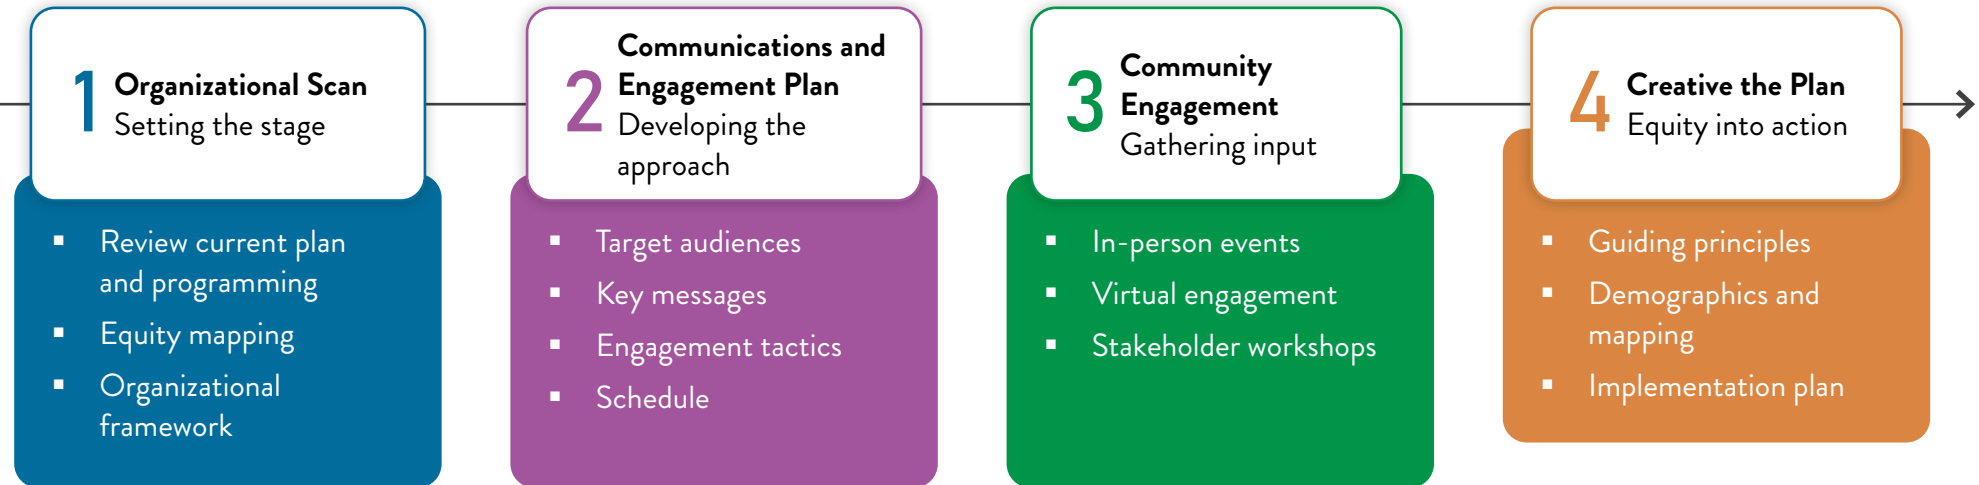 1
Organizational Scan
Setting the stage
▪ Review current plan
and programming
▪ Equity mapping
▪ Organizational
framework
2
Communications and
Engagement Plan
Developing the
approach
▪ Target audiences
▪ Key messages
▪ Engagement tactics
▪ Schedule
3
Community
Engagement
Gathering input
▪ In-person events
▪ Virtual engagement
▪ Stakeholder workshops
4
Creative the Plan
Equity into action
▪ Guiding principles
▪ Demographics and
mapping
▪ Implementation plan